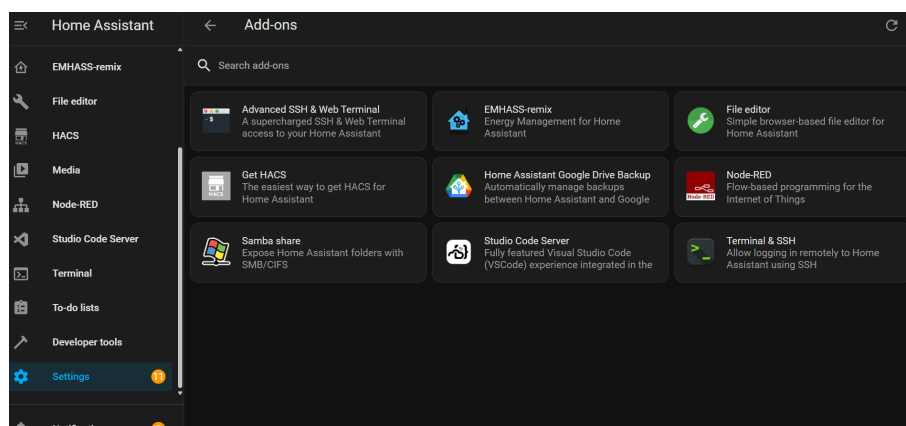 Home Assistant
EMHASS-remix
File editor
HACS
HACS
Media
Node-RED
Studio Code Server
Terminal
To-do lists
Developer tools
Settings
11
Add-ons
Search add-ons
Advanced SSH & Web Terminal
A supercharged SSH & Web Terminal
access to your Home Assistant
EMHASS-remix
Energy Management for Home
Assistant
File editor
Simple browser-based file editor for
Home Assistant
HACS
Get HACS
The easiest way to get HACS for
Home Assistant
Home Assistant Google Drive Backup
Automatically manage backups
between Home Assistant and Google
Node-RED
Node-RED
Flow-based programming for the
Internet of Things
Samba share
Expose Home Assistant folders with
SMB/CIFS
Studio Code Server
Fully featured Visual Studio Code
(VSCode) experience integrated in the
Terminal & SSH
Allow logging in remotely to Home
Assistant using SSH